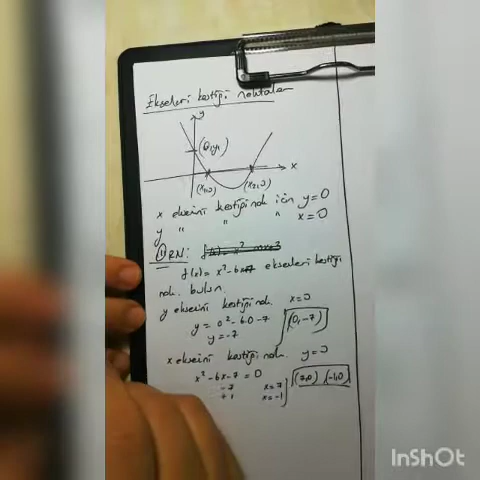 Eksenleri kestiği noktalar
y
(0,y)
x
(x1,0) (x2,0)
x eksenini kestiği nok. için y=0
y " " " x=0
ÖRN:
f(x)= x²-6x-7 eksenleri kestiği
nok. bulun.
y eksenini kestiği nok. x=0
y = 0²-6.0-7 (0,-7)
y=-7
x eksenini kestiği nok. y=0
x²-6x-7=0 (7,0) (-1,0)
-7 x=7
+1 x=-1
InShOt